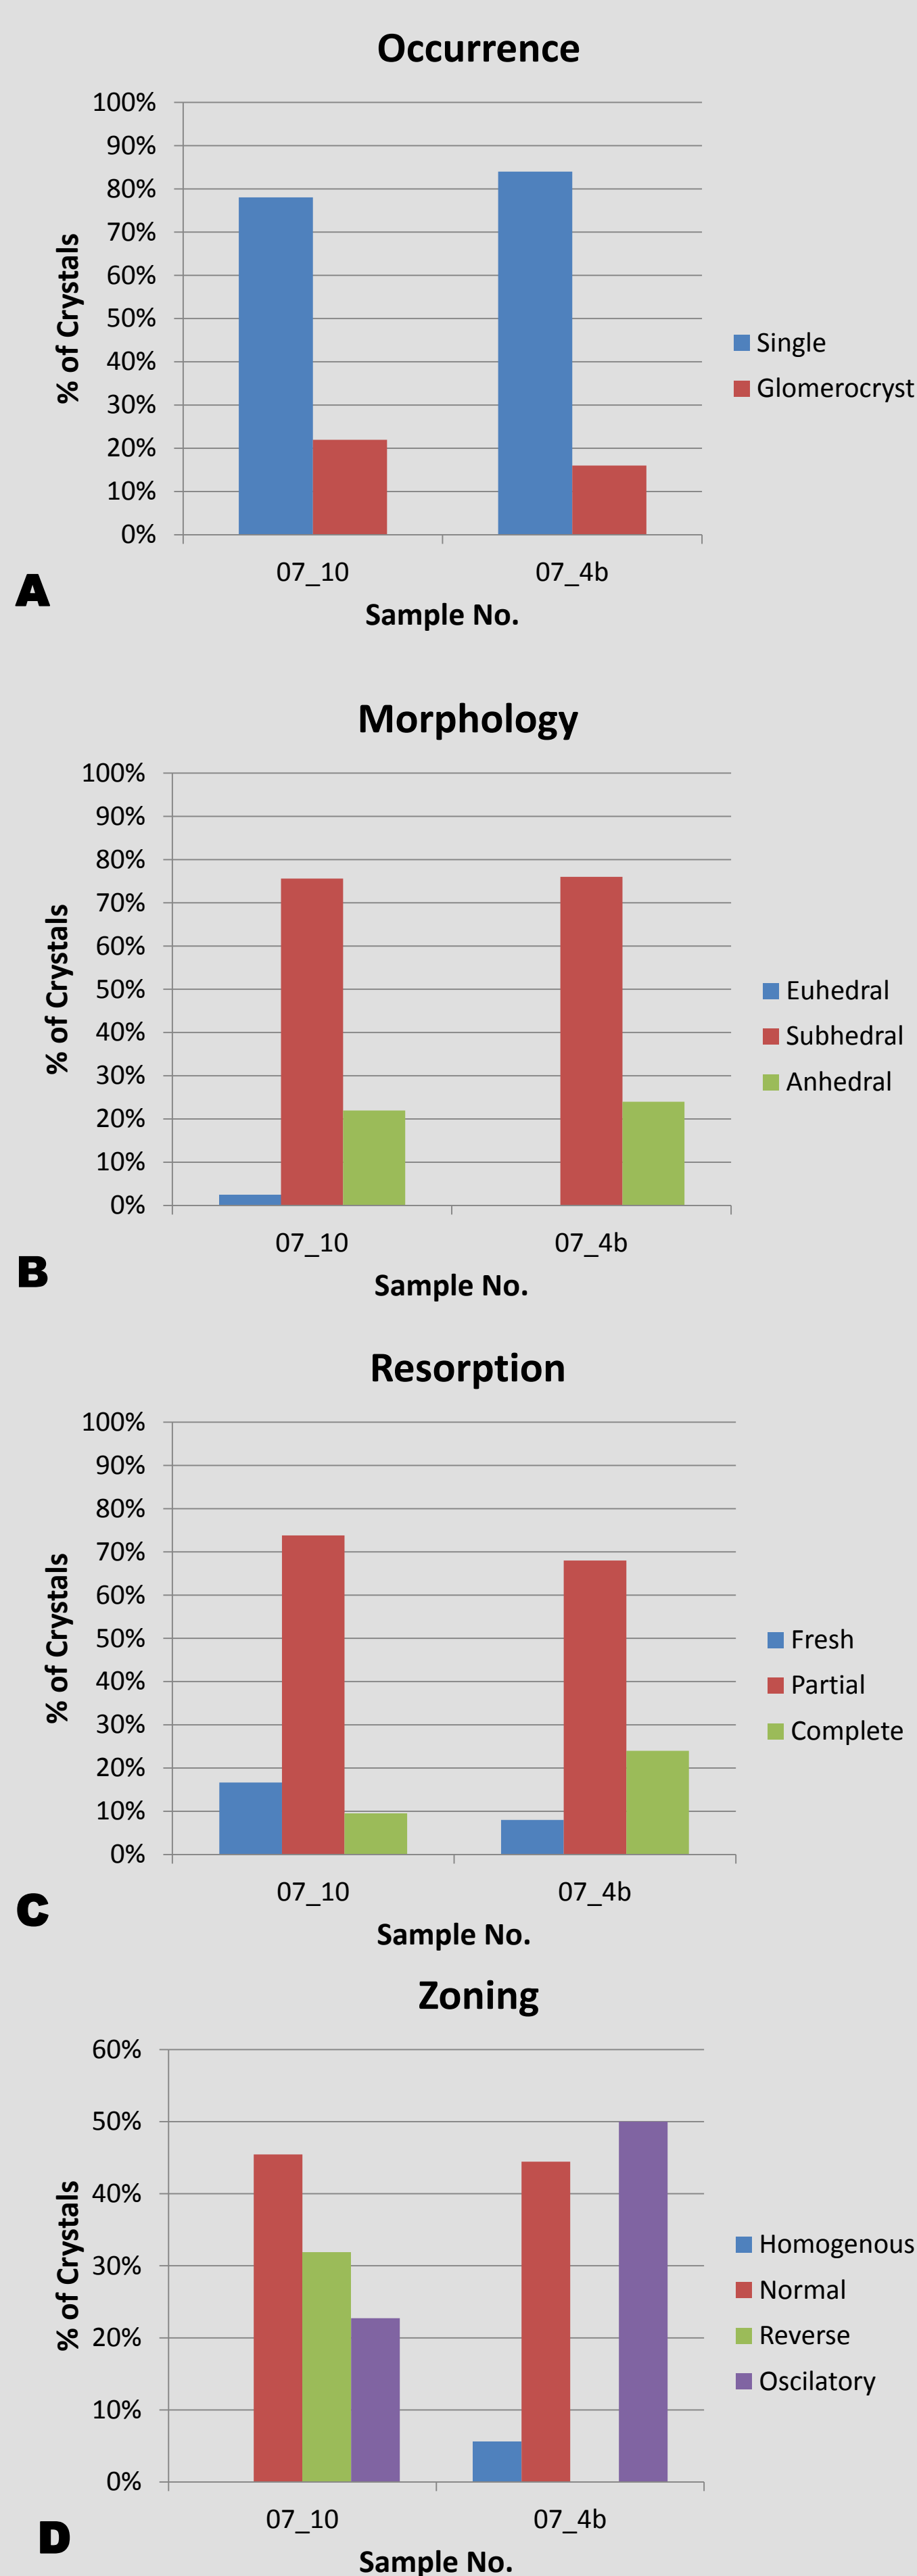 Occurrence
100%
90%
80%
70%
60%
50%
40%
30%
20%
10%
0%
% of Crystals
07_10 07_4b
Sample No.
Single
Glomerocryst
A
Morphology
100%
90%
80%
70%
60%
50%
40%
30%
20%
10%
0%
% of Crystals
07_10 07_4b
Sample No.
Euhedral
Subhedral
Anhedral
B
Resorption
100%
90%
80%
70%
60%
50%
40%
30%
20%
10%
0%
% of Crystals
07_10 07_4b
Sample No.
Fresh
Partial
Complete
C
Zoning
60%
50%
40%
30%
20%
10%
0%
% of Crystals
07_10 07_4b
Sample No.
Homogenous
Normal
Reverse
Oscilatory
D